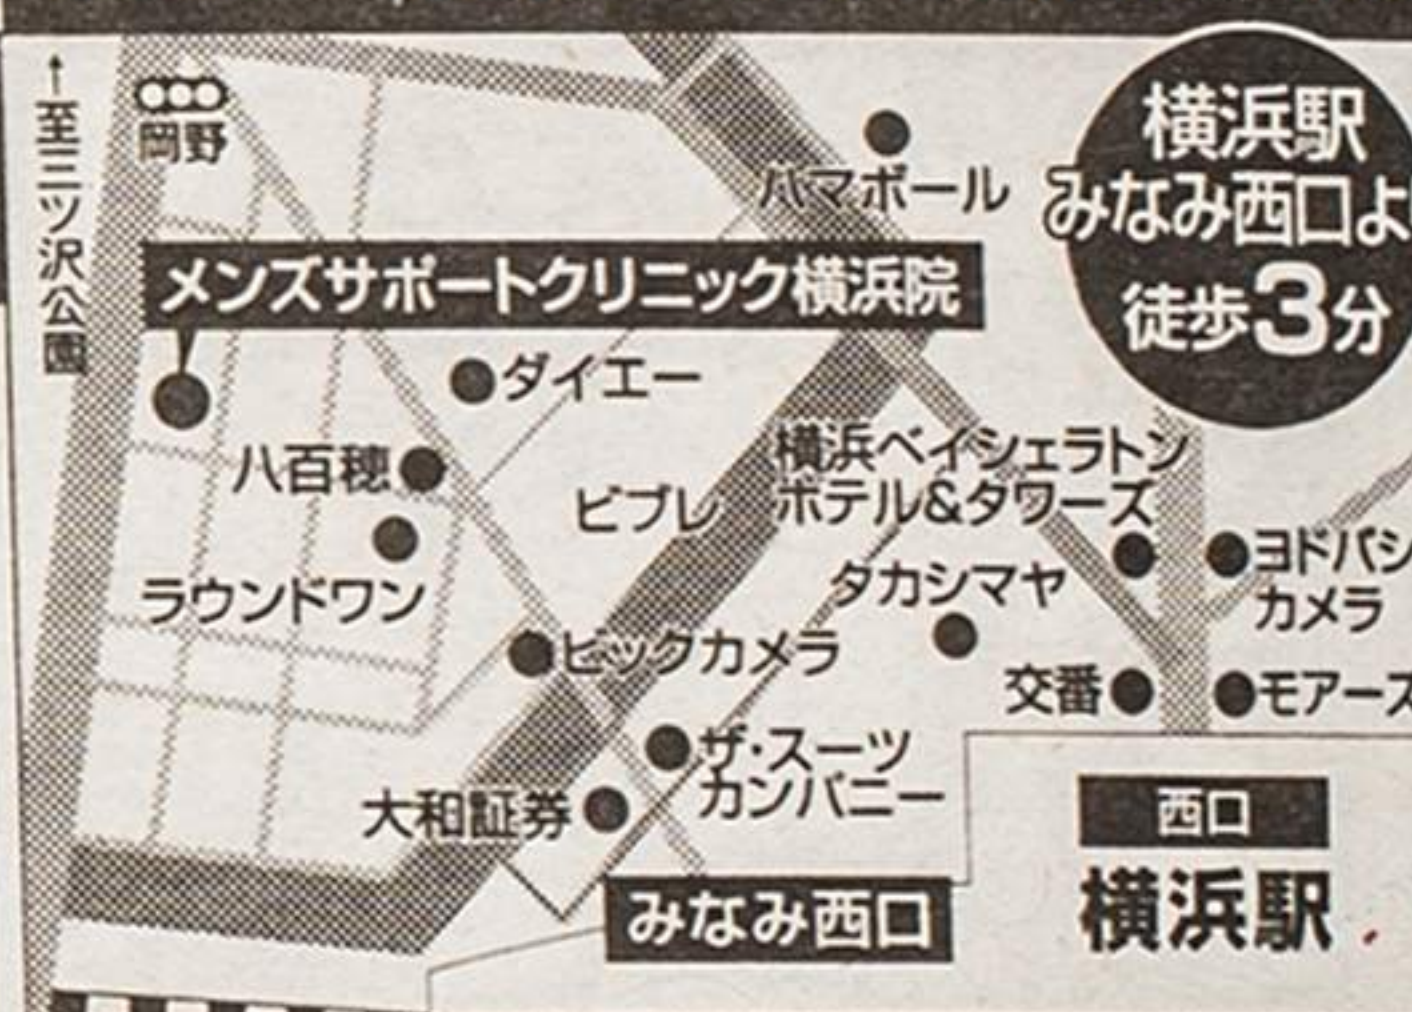 ↑至三ツ沢公園
岡野
ハマボール
横浜駅
みなみ西口よ
徒歩3分
メンズサポートクリニック横浜院
ダイエー
八百穂
ビブレ
横浜ベイシェラトン
ホテル&タワーズ
ラウンドワン
タカシマヤ
ヨドバシ
カメラ
ビックカメラ
交番
モアーズ
ザ・スーツ
カンパニー
大和証券
みなみ西口
西口
横浜駅